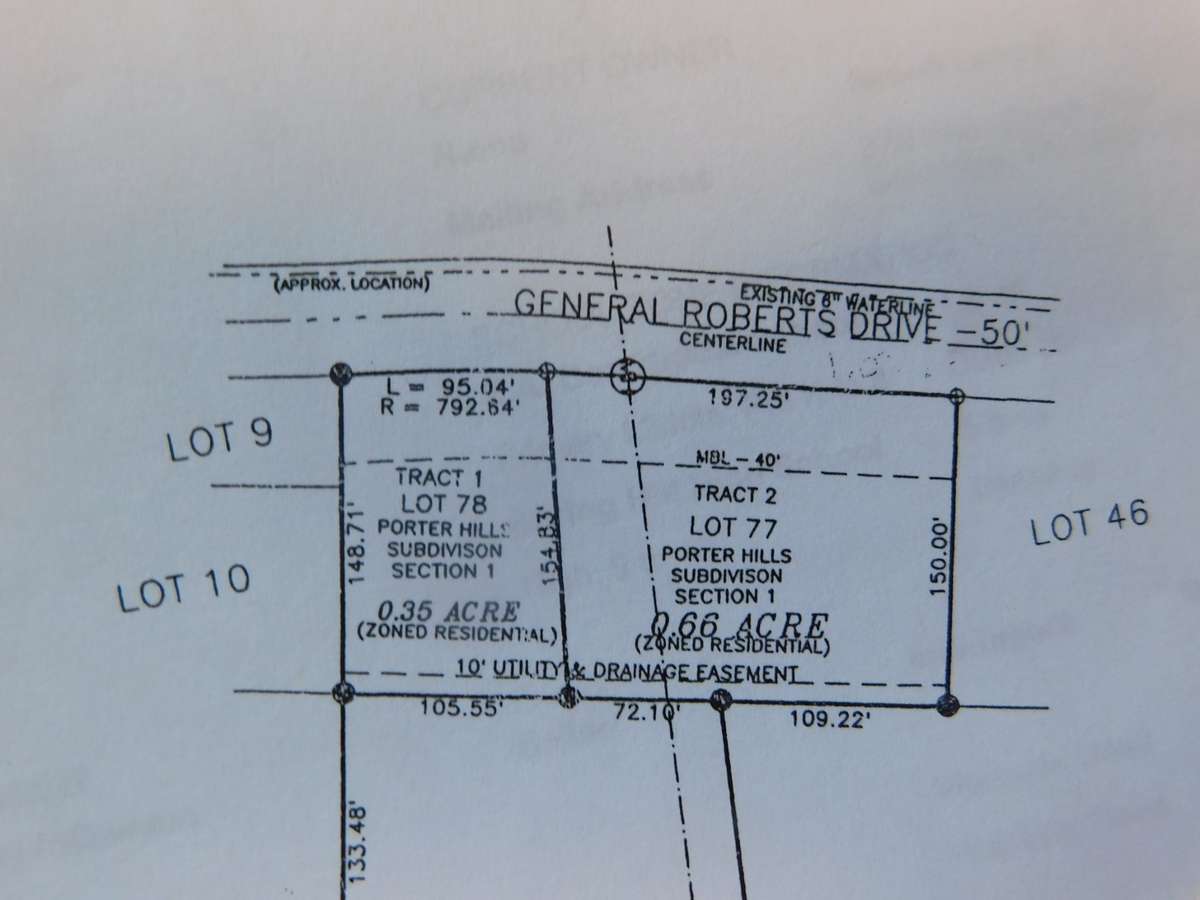 (APPROX. LOCATION)
EXISTING 8" WATERLINE
GENERAL ROBERTS DRIVE - 50'
CENTERLINE
L = 95.04'
R = 792.64'
197.25'
LOT 9
MBL - 40'
TRACT 1
LOT 78
PORTER HILLS
SUBDIVISON
SECTION 1
0.35 ACRE
(ZONED RESIDENTIAL)
148.71'
154.83'
TRACT 2
LOT 77
PORTER HILLS
SUBDIVISON
SECTION 1
0.66 ACRE
(ZONED RESIDENTIAL)
150.00'
LOT 46
LOT 10
10' UTILITY & DRAINAGE EASEMENT
105.55'
72.10'
109.22'
133.48'